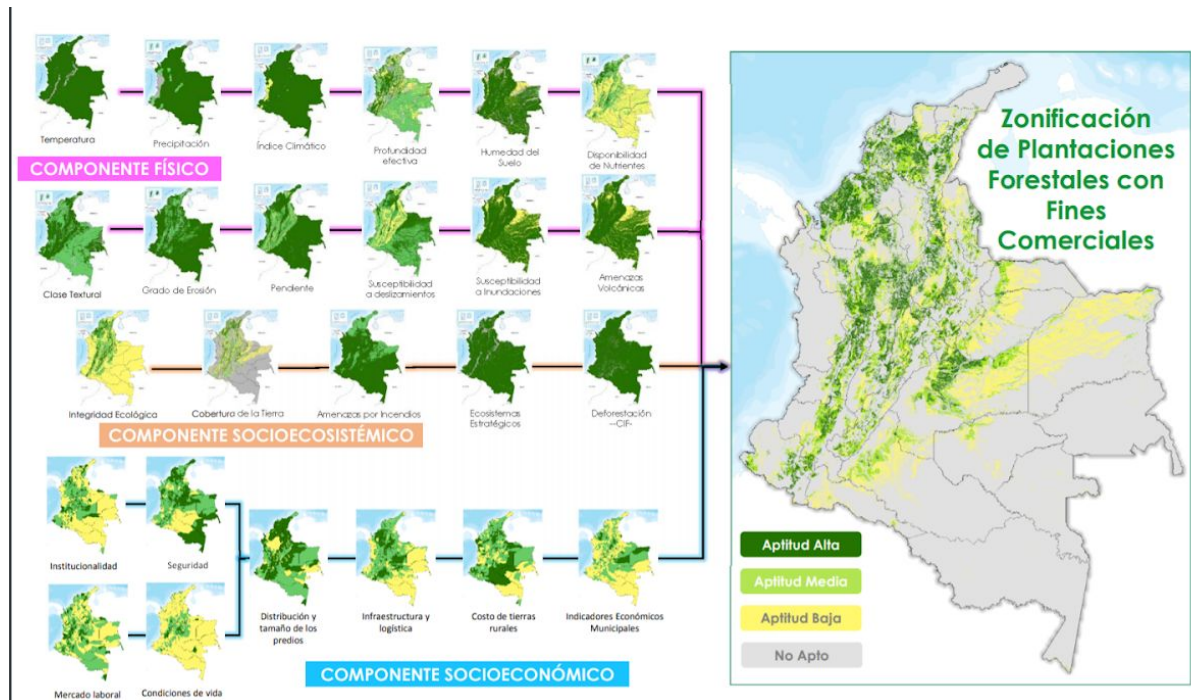 Temperatura
Precipitación
Índice Climático
Profundidad
efectiva
Humedad del
Suelo
Disponibilidad
de Nutrientes
COMPONENTE FÍSICO
Clase Textural
Grado de Erosión
Pendiente
Susceptibilidad
a deslizamientos
Susceptibilidad
a Inundaciones
Amenazas
Volcánicas
Integridad Ecológica
Cobertura de la Tierra
Amenazas por Incendios
Ecosistemas
Estratégicos
Deforestación
--CIF-
COMPONENTE SOCIOECOSISTÉMICO
Institucionalidad
Seguridad
Distribución y
tamaño de los
predios
Infraestructura y
logística
Costo de tierras
rurales
Indicadores Económicos
Municipales
Mercado laboral
Condiciones de vida
COMPONENTE SOCIOECONÓMICO
Zonificación
de Plantaciones
Forestales con
Fines
Comerciales
Aptitud Alta
Aptitud Media
Aptitud Baja
No Apto